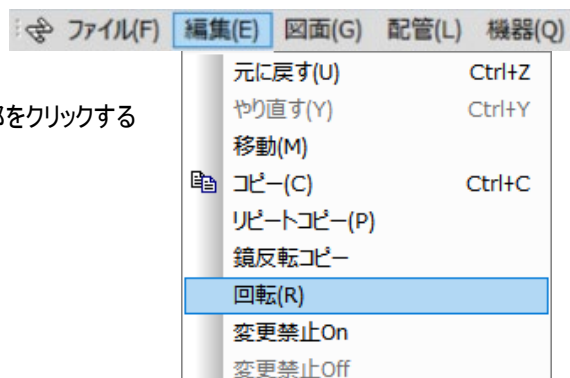 ファイル(F) 編集(E) 図面(G) 配管(L) 機器(Q)
元に戻す(U) Ctrl+Z
をクリックする
やり直す(Y) Ctrl+Y
移動(M)
コピー(C) Ctrl+C
リピートコピー(P)
鏡反転コピー
回転(R)
変更禁止On
変更禁止Off